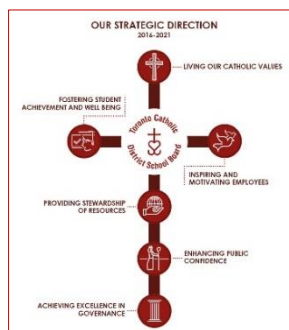 OUR STRATEGIC DIRECTION
2016-2021
LIVING OUR CATHOLIC VALUES
FOSTERING STUDENT
ACHIEVEMENT AND WELL BEING
Toronto Catholic
District School Board
INSPIRING AND
MOTIVATING EMPLOYEES
PROVIDING STEWARDSHIP
OF RESOURCES
ENHANCING PUBLIC
CONFIDENCE
ACHIEVING EXCELLENCE IN
GOVERNANCE